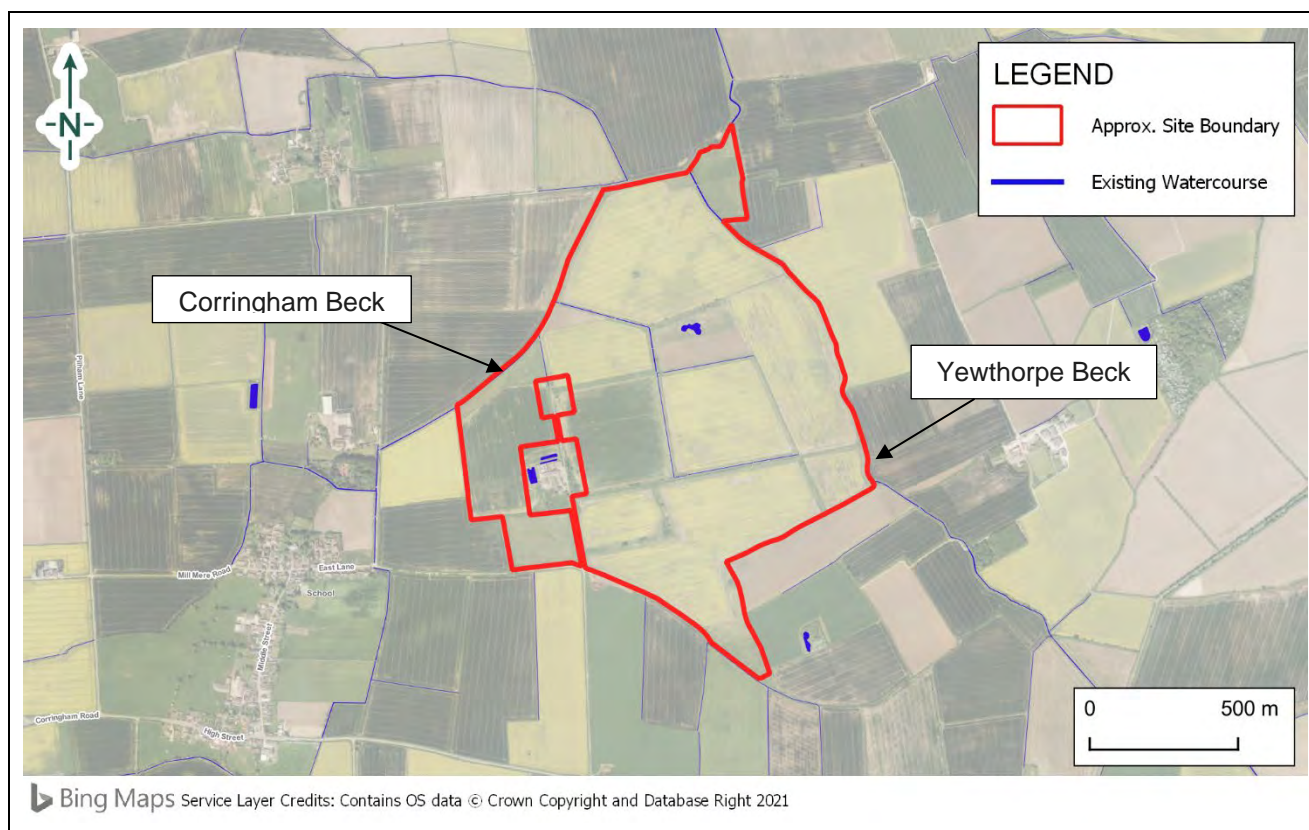 N
LEGEND
Approx. Site Boundary
Existing Watercourse
Corringham Beck
Yewthorpe Beck
Pilham Lane
Mill Mere Road
East Lane
School
Middle Street
Corringham Road
High Street
0 500 m
Bing Maps Service Layer Credits: Contains OS data © Crown Copyright and Database Right 2021